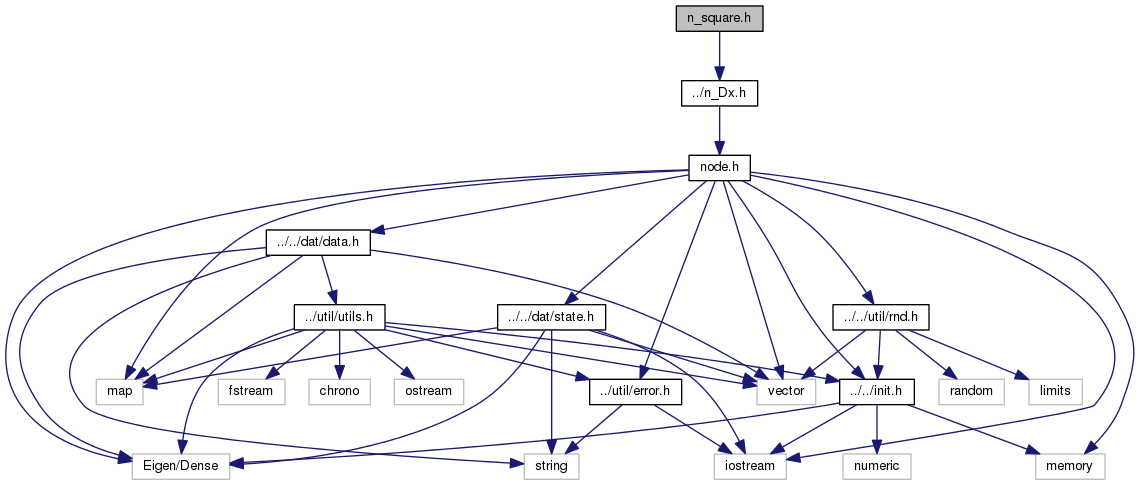 n_square.h
../n_Dx.h
node.h
../../dat/data.h
../util/utils.h
../../dat/state.h
../../util/rnd.h
map
fstream
chrono
ostream
../util/error.h
vector
../../init.h
random
limits
Eigen/Dense
string
iostream
numeric
memory